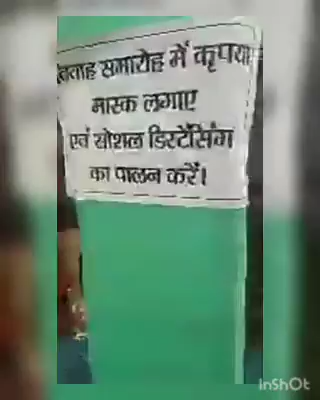 विवाह समारोह में कृपया
मास्क लगाए
एवं सोशल डिस्टेंसिंग
का पालन करें।
InShOt